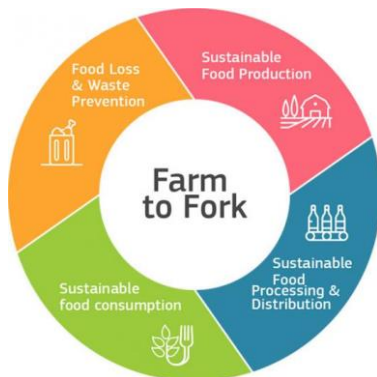 Food Loss
& Waste
Prevention
Sustainable
Food Production
Farm
to Fork
Sustainable
Food
Processing &
Distribution
Sustainable
food consumption